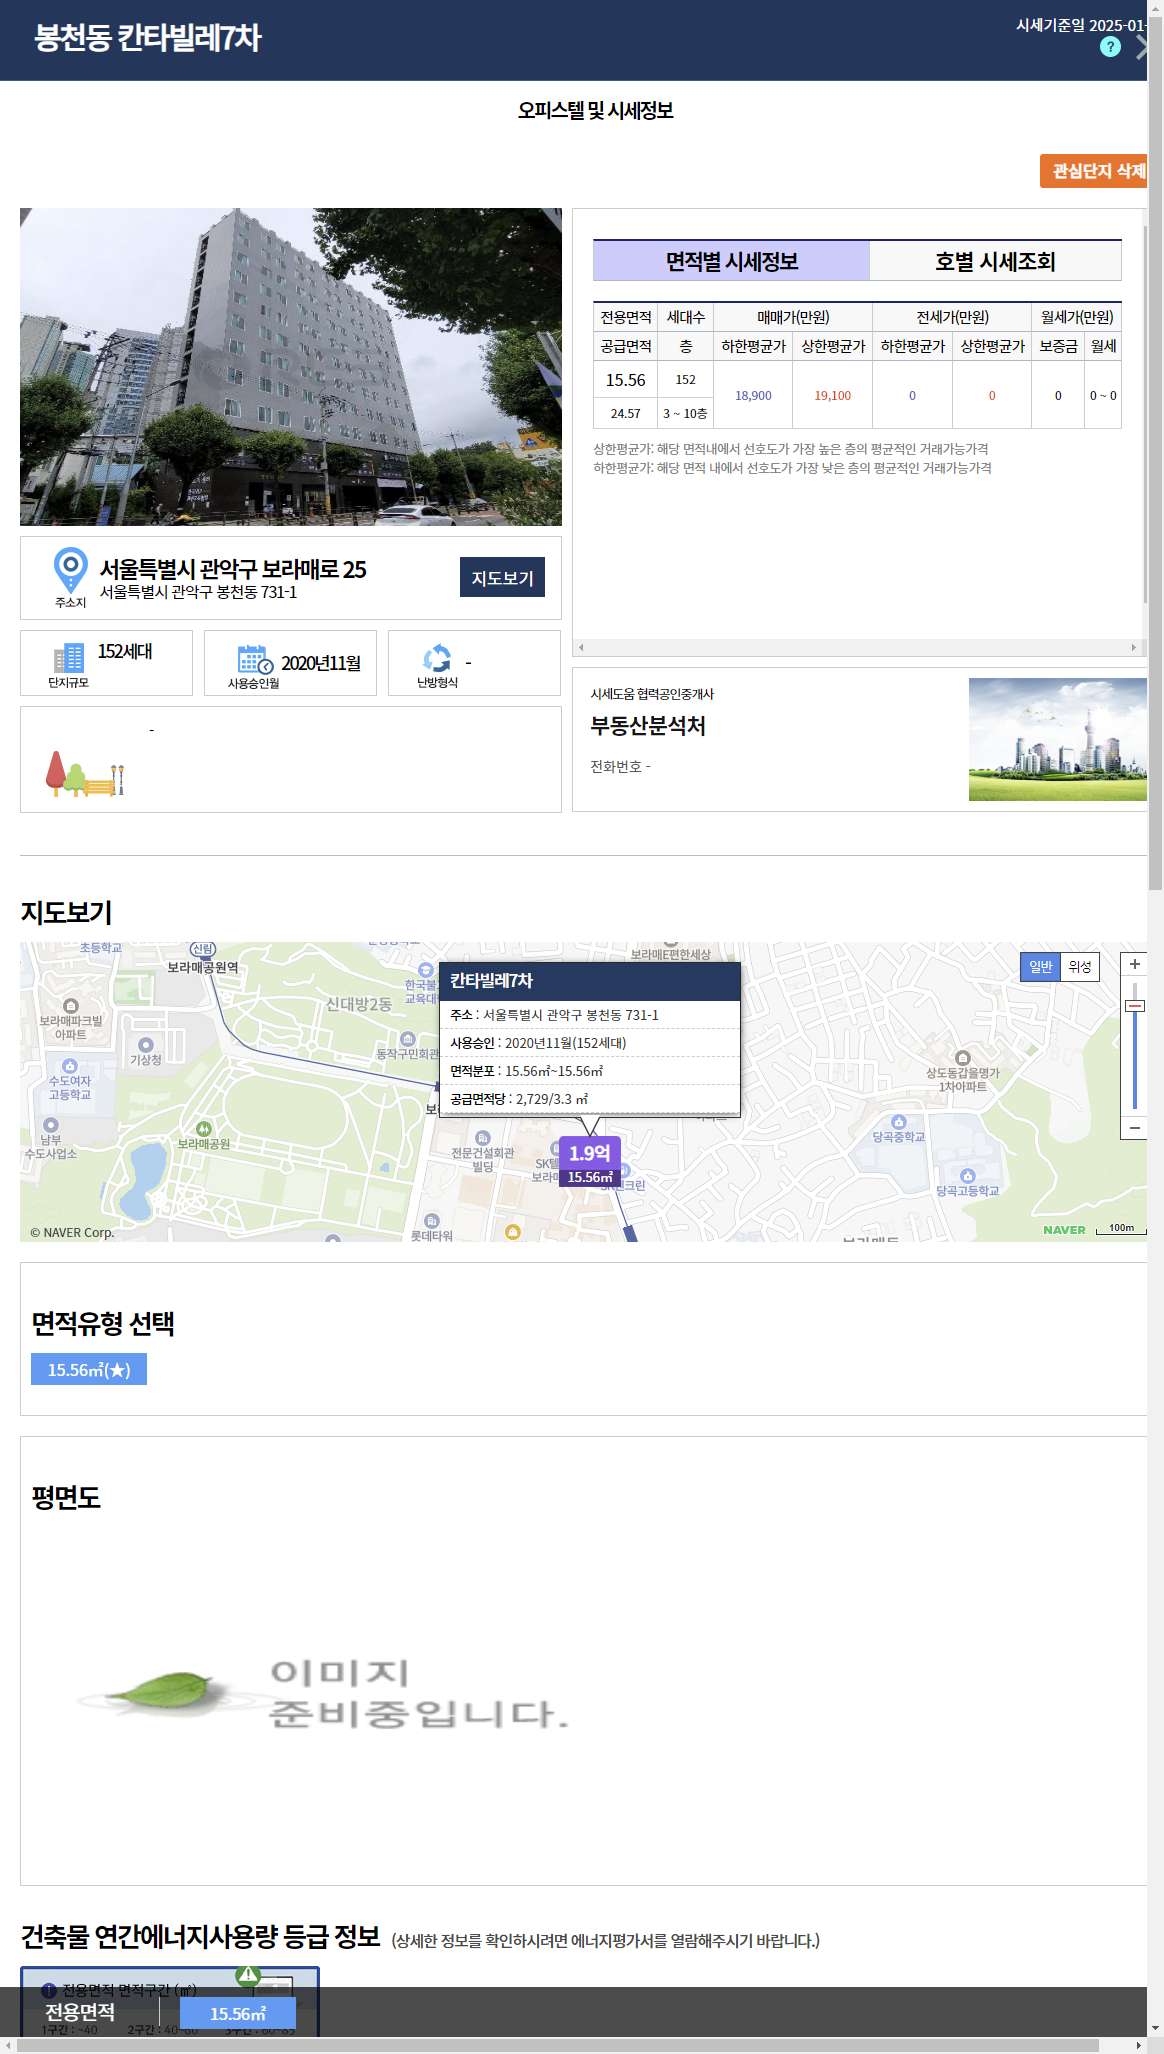 봉천동 칸타빌레7차
시세기준일 2025-01-
?
오피스텔 및 시세정보
관심단지 삭제
면적별 시세정보 호별 시세조회
전용면적 세대수 매매가(만원) 전세가(만원) 월세가(만원)
공급면적 층 하한평균가 상한평균가 하한평균가 상한평균가 보증금 월세
15.56 152 18,900 19,100 0 0 0 0 ~ 0
24.57 3 ~ 10층
상한평균가: 해당 면적내에서 선호도가 가장 높은 층의 평균적인 거래가능가격
하한평균가: 해당 면적 내에서 선호도가 가장 낮은 층의 평균적인 거래가능가격
주소지
서울특별시 관악구 보라매로 25
서울특별시 관악구 봉천동 731-1
지도보기
단지규모 152세대
사용승인월 2020년11월
난방형식 -
-
시세도움 협력공인중개사
부동산분석처
전화번호 -
지도보기
초등학교
신림
보라매공원역
보라매파크빌
아파트
기상청
수도여자
고등학교
남부
수도사업소
보라매공원
신대방2동
한국불
교육대
동작구민회관
보라매E편한세상
일반 위성
칸타빌레7차
주소 : 서울특별시 관악구 봉천동 731-1
사용승인 : 2020년11월(152세대)
면적분포 : 15.56㎡~15.56㎡
공급면적당 : 2,729/3.3 ㎡
1.9억
15.56㎡
전문건설회관
빌딩
SK텔
보라매
롯데타워
상도동갑을명가
1차아파트
당곡중학교
당곡고등학교
© NAVER Corp.
NAVER
100m
면적유형 선택
15.56㎡(★)
평면도
이미지
준비중입니다.
건축물 연간에너지사용량 등급 정보 (상세한 정보를 확인하시려면 에너지평가서를 열람해주시기 바랍니다.)
전용면적 면적구간 (㎡)
전용면적 15.56㎡
1구간 : ~40 2구간 : 40~60 3구간 : 60~85